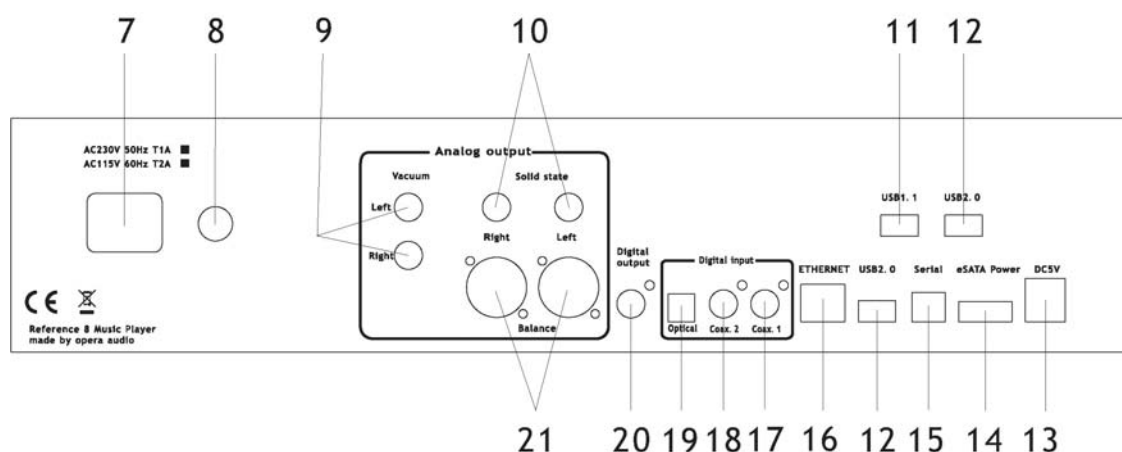 7 8 9 10 11 12
AC230V 50Hz T1A
AC115V 60Hz T2A
Analog output
Vacuum Solid state
Left
Right Left
Right
Balance
Digital
output
Digital input
Optical Coax. 2 Coax. 1
USB1. 1 USB2. 0
ETHERNET USB2. 0 Serial eSATA Power DC5V
CE
Reference 8 Music Player
made by opera audio
21 20 19 18 17 16 12 15 14 13